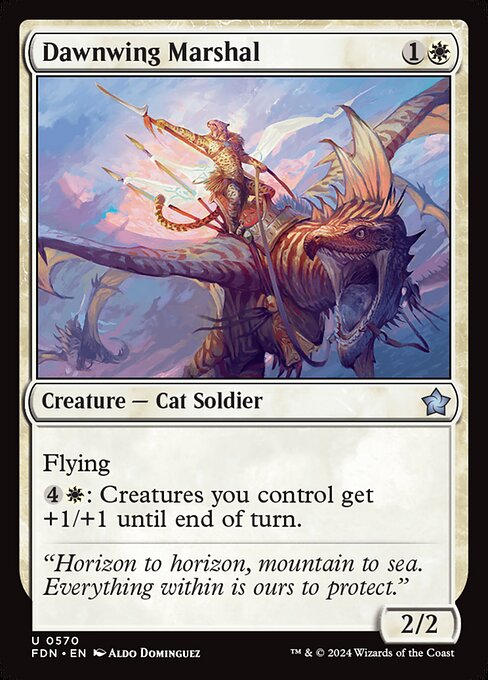 Dawnwing Marshal 1
Creature — Cat Soldier
Flying
4: Creatures you control get
+1/+1 until end of turn.
“Horizon to horizon, mountain to sea.
Everything within is ours to protect.”
2/2
U 0570
FDN • EN Aldo Dominguez
™ & © 2024 Wizards of the Coast